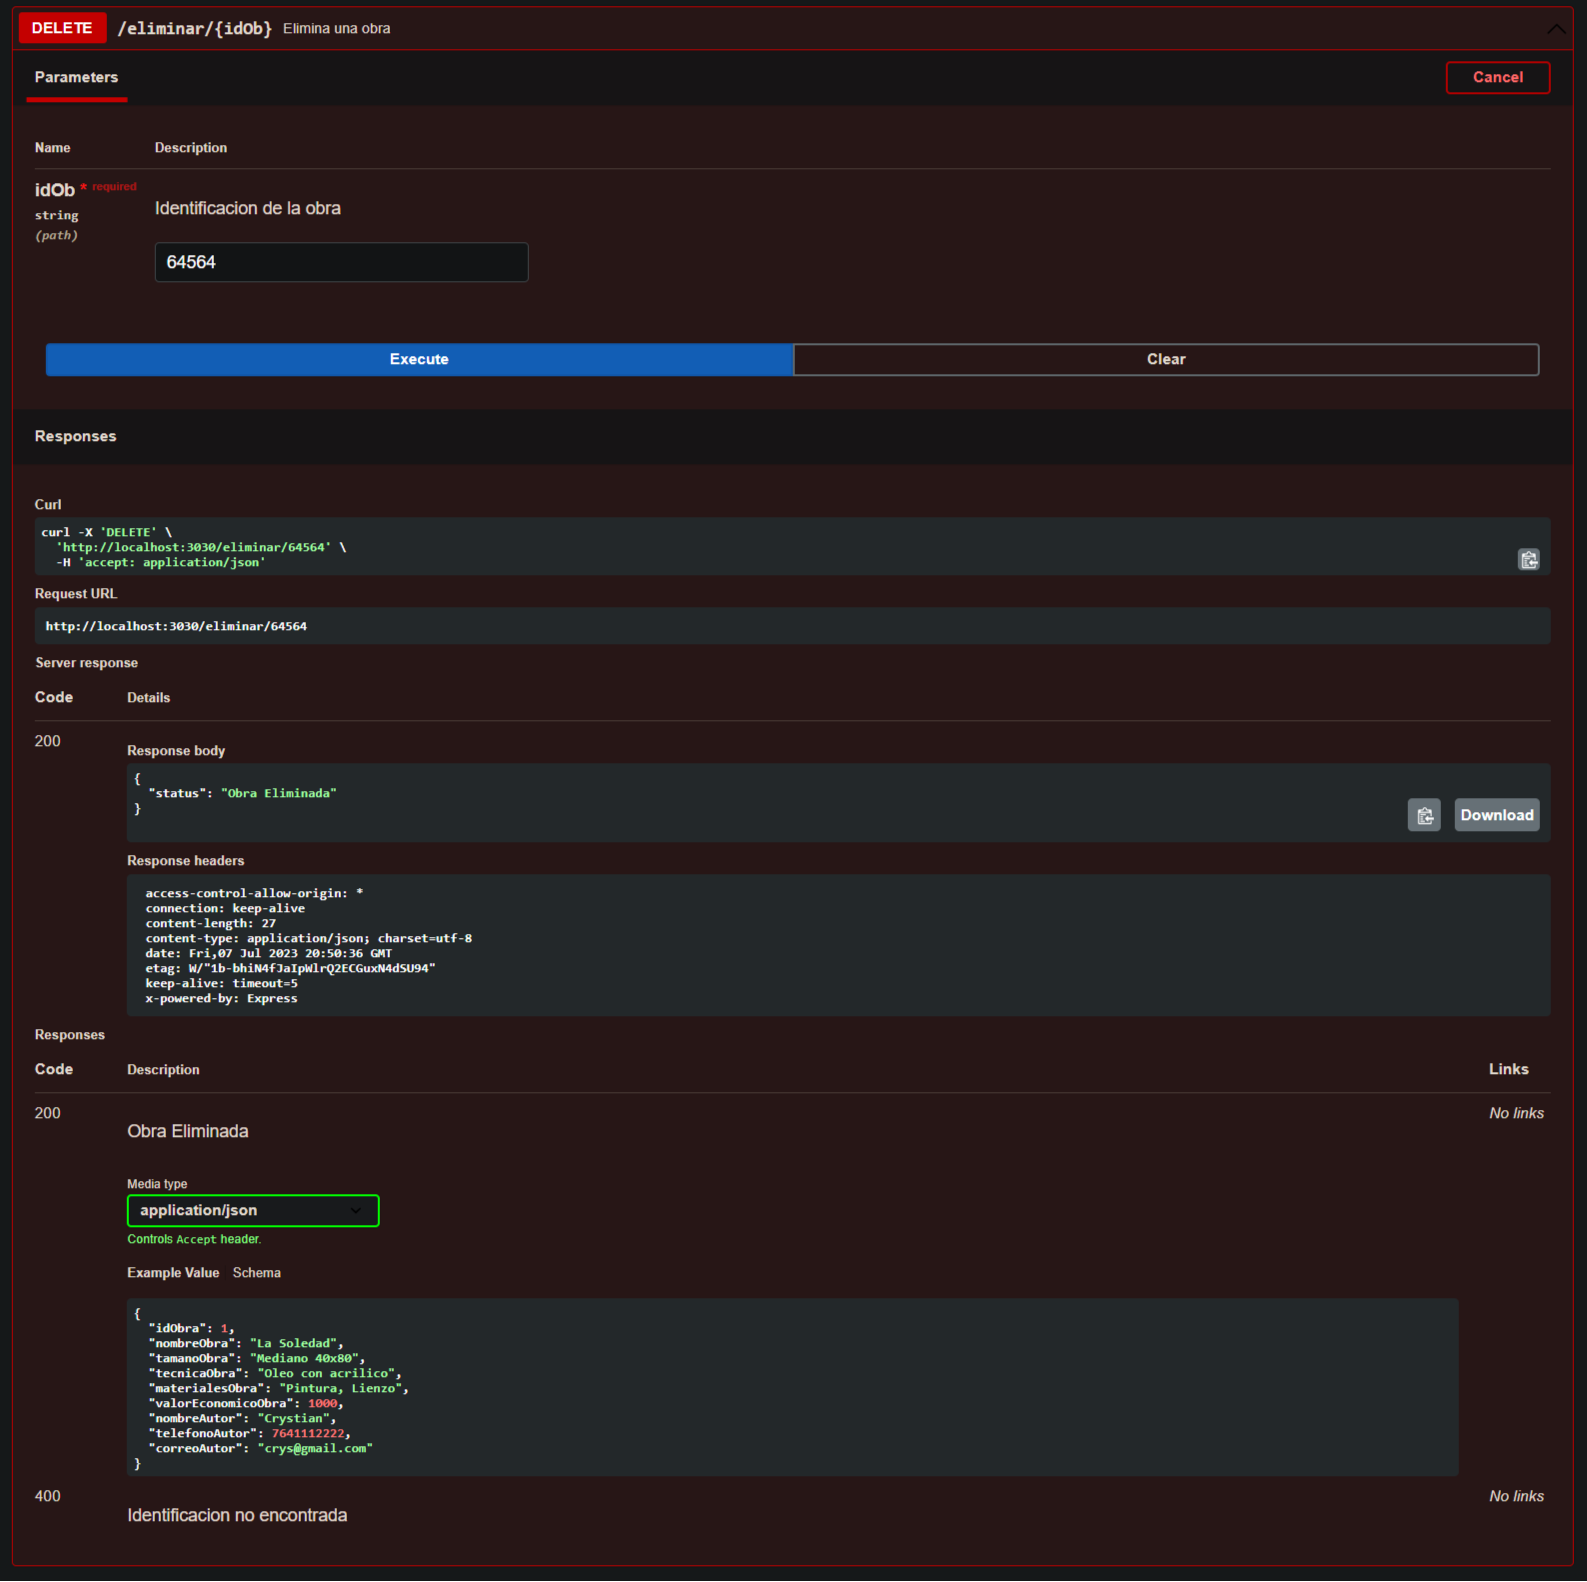 DELETE /eliminar/{idOb} Elimina una obra
Parameters
Cancel
Name Description
idOb * required
string
(path)
Identificacion de la obra
64564
Execute Clear
Responses
Curl
curl -X 'DELETE' \
'http://localhost:3030/eliminar/64564' \
-H 'accept: application/json'
Request URL
http://localhost:3030/eliminar/64564
Server response
Code Details
200
Response body
{
"status": "Obra Eliminada"
}
Download
Response headers
access-control-allow-origin: *
connection: keep-alive
content-length: 27
content-type: application/json; charset=utf-8
date: Fri,07 Jul 2023 20:50:36 GMT
etag: W/"1b-bhiN4fJaIpWlrQ2ECGuxN4dSU94"
keep-alive: timeout=5
x-powered-by: Express
Responses
Code Description Links
200 No links
Obra Eliminada
Media type
application/json
Controls Accept header.
Example Value Schema
{
"idObra": 1,
"nombreObra": "La Soledad",
"tamanoObra": "Mediano 40x80",
"tecnicaObra": "Oleo con acrilico",
"materialesObra": "Pintura, Lienzo",
"valorEconomicoObra": 1000,
"nombreAutor": "Crystian",
"telefonoAutor": 7641112222,
"correoAutor": "crys@gmail.com"
}
400 No links
Identificacion no encontrada